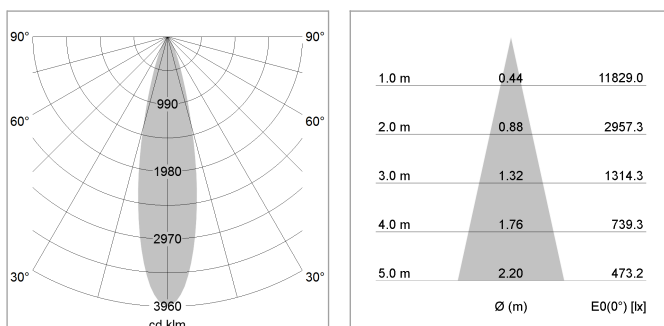 90° 90°
990
60° 60°
1980
2970
30° 30°
3960
cd klm
1.0 m 0.44 11829.0
2.0 m 0.88 2957.3
3.0 m 1.32 1314.3
4.0 m 1.76 739.3
5.0 m 2.20 473.2
Ø (m) E0(0°) [lx]